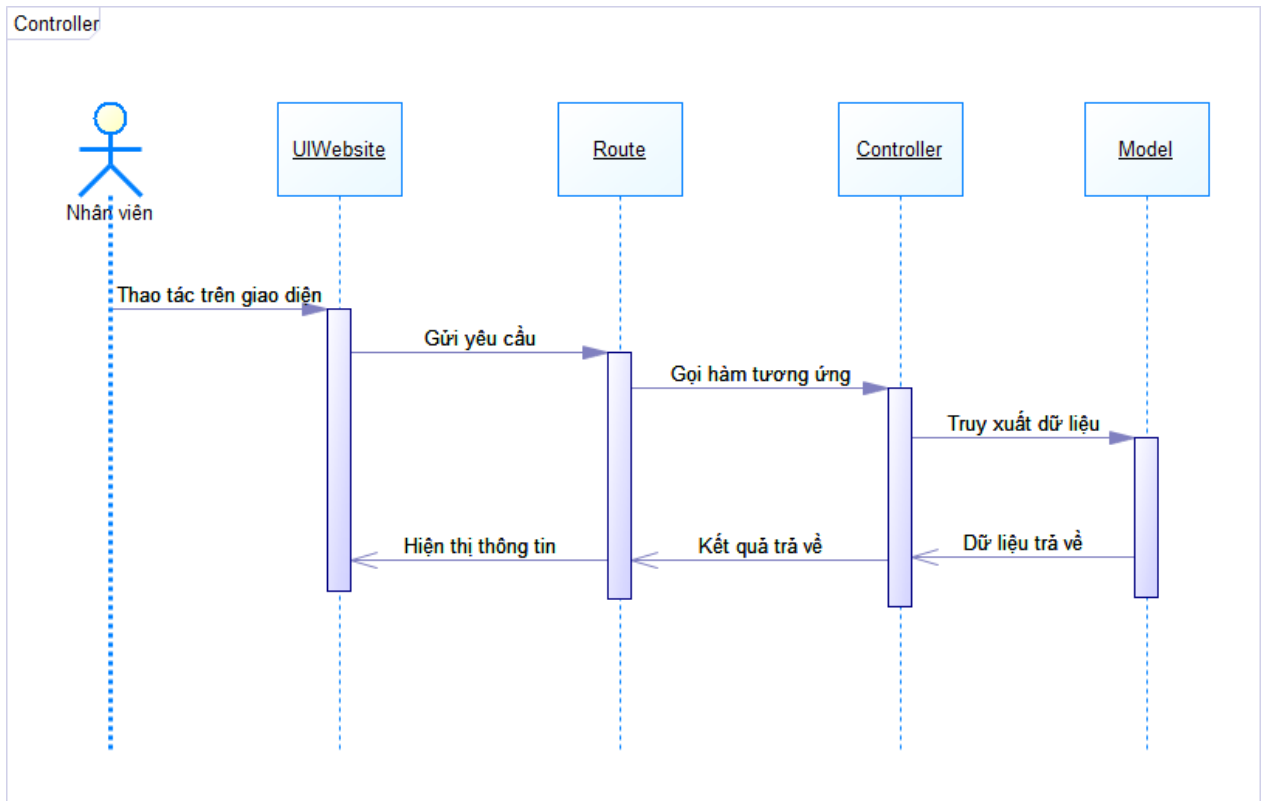 Controller
UIWebsite
Route
Controller
Model
Nhân viên
Thao tác trên giao diện
Gửi yêu cầu
Gọi hàm tương ứng
Truy xuất dữ liệu
Hiện thị thông tin
Kết quả trả về
Dữ liệu trả về